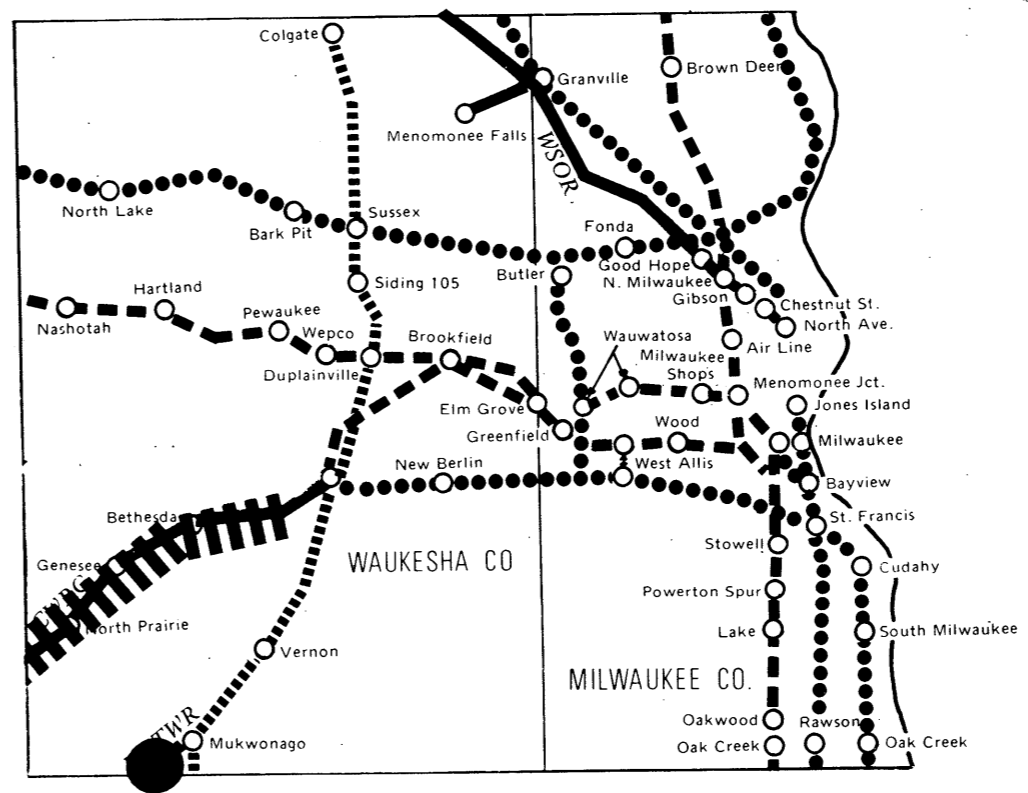 Colgate
Granville
Brown Deer
Menomonee Falls
WSOR
North Lake
Bark Pit
Sussex
Fonda
Butler
Good Hope
N. Milwaukee
Gibson
Siding 105
Chestnut St.
North Ave.
Nashotah
Hartland
Pewaukee
Wepco
Brookfield
Duplainville
Wauwatosa
Milwaukee
Shops
Air Line
Menomonee Jct.
Jones Island
Elm Grove
Greenfield
Wood
Milwaukee
New Berlin
West Allis
Bayview
Bethesda
St. Francis
Genesee
WAUKESHA CO
Stowell
Cudahy
Powerton Spur
North Prairie
Lake
South Milwaukee
Vernon
MILWAUKEE CO.
TWR
Mukwonago
Oakwood
Rawson
Oak Creek
Oak Creek